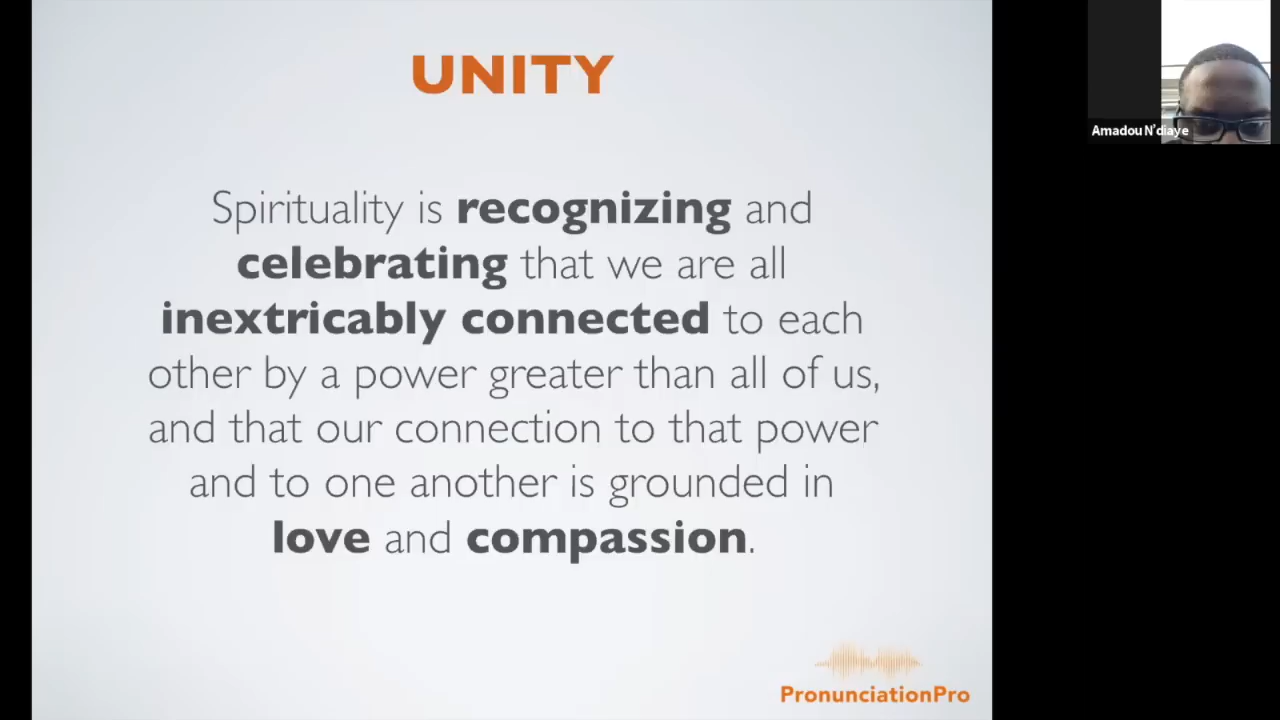 UNITY
Spirituality is recognizing and
celebrating that we are all
inextricably connected to each
other by a power greater than all of us,
and that our connection to that power
and to one another is grounded in
love and compassion.
PronunciationPro
Amadou N'diaye